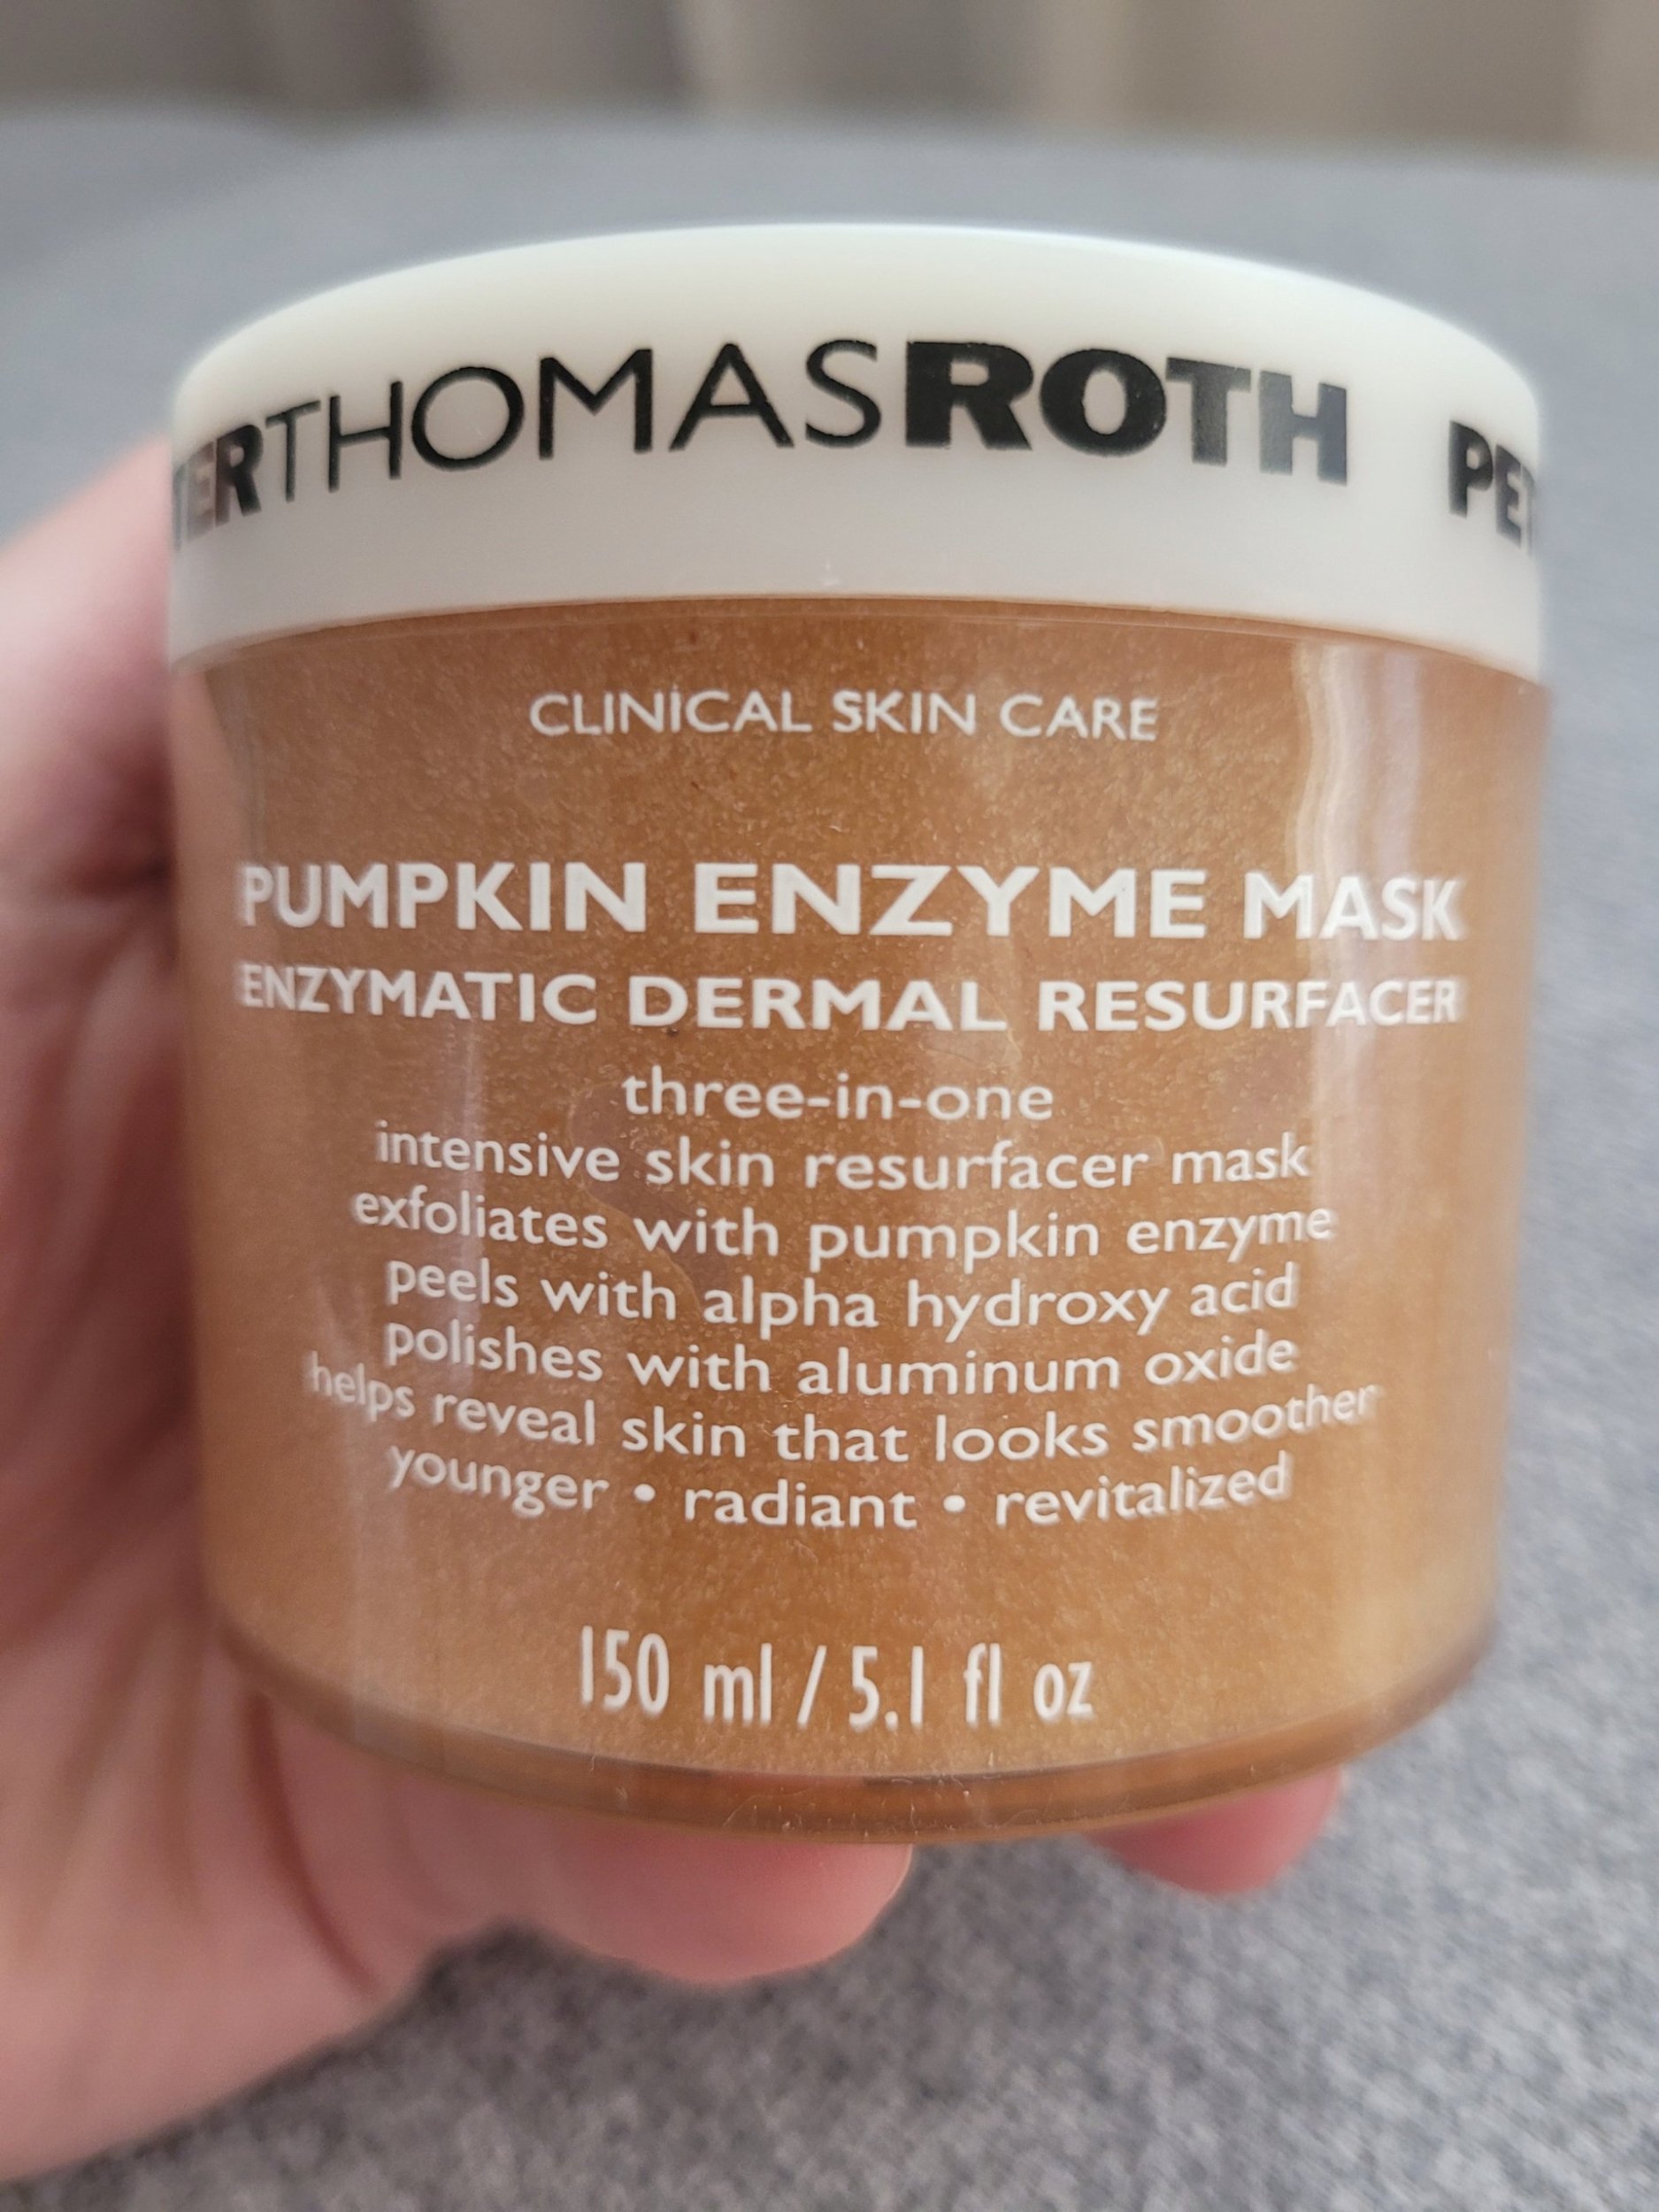 TERTHOMASROTH PET
CLINICAL SKIN CARE
PUMPKIN ENZYME MASK
ENZYMATIC DERMAL RESURFACER
three-in-one
intensive skin resurfacer mask
exfoliates with pumpkin enzyme
peels with alpha hydroxy acid
polishes with aluminum oxide
helps reveal skin that looks smoother
younger • radiant • revitalized
150 ml / 5.1 fl oz